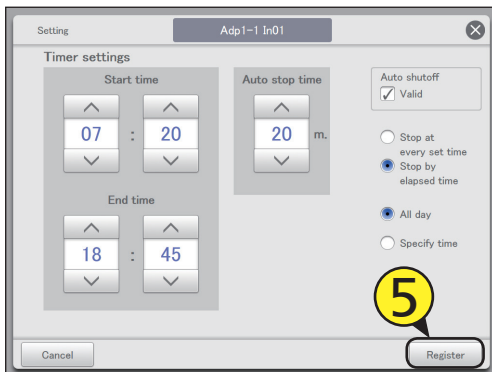 Setting
Adp1-1 In01
Timer settings
Start time
07 : 20
End time
18 : 45
Auto stop time
20 m.
Auto shutoff
Valid
Stop at
every set time
Stop by
elapsed time
All day
Specify time
5
Cancel
Register